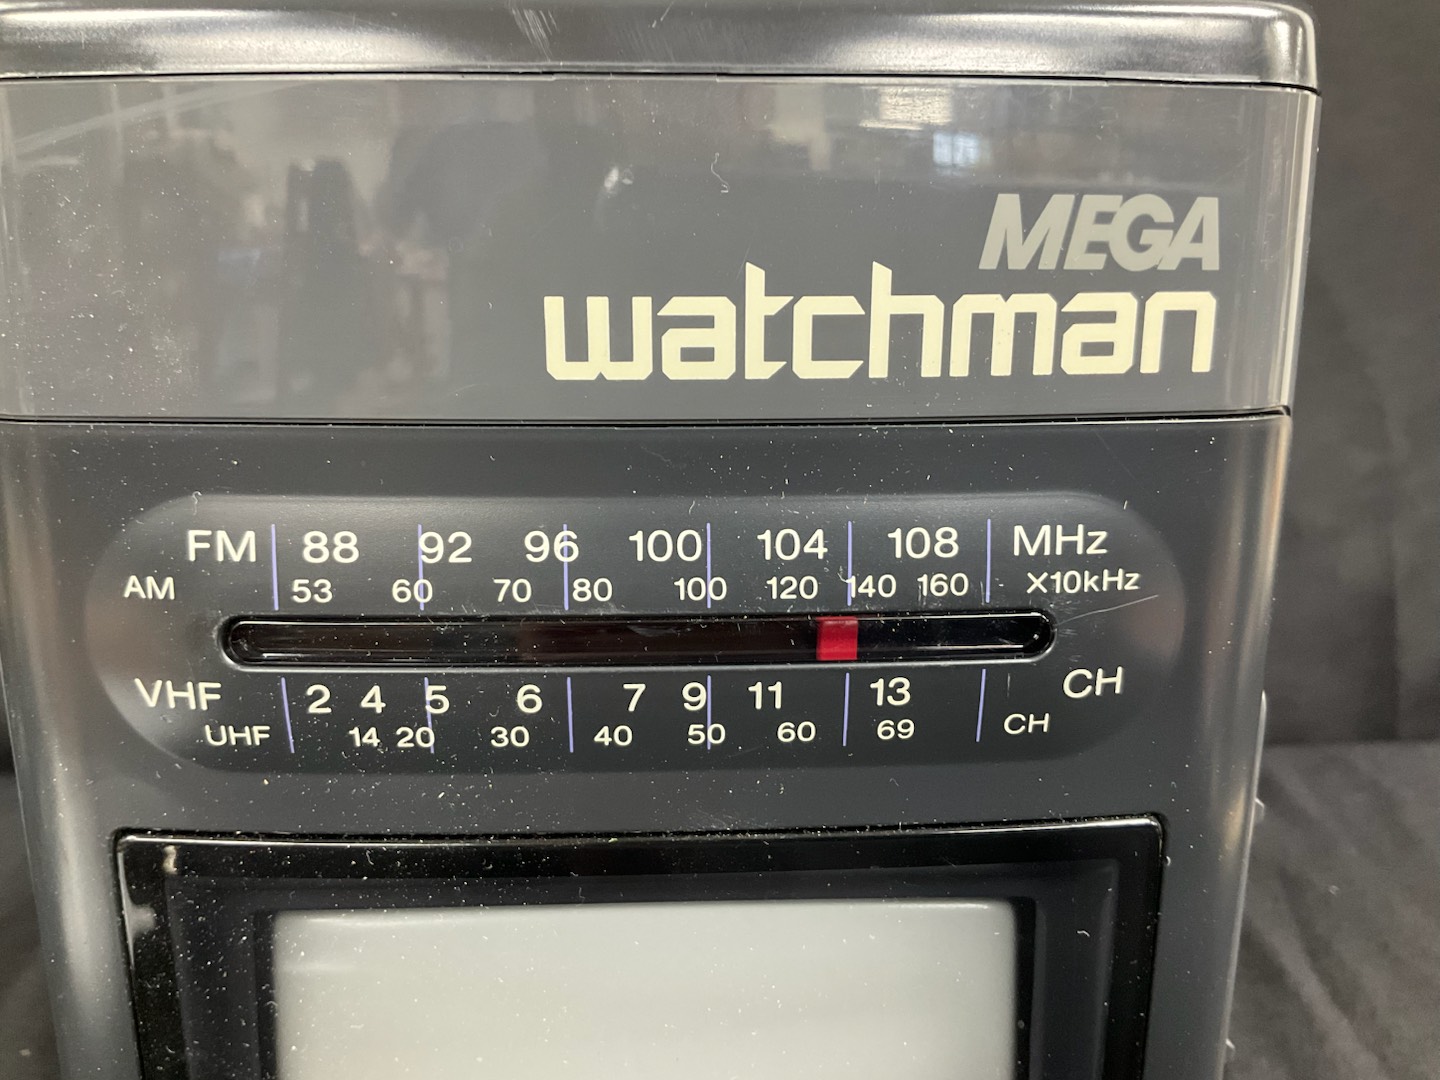 MEGA
watchman
FM 88 92 96 100 104 108 MHz
AM 53 60 70 80 100 120 140 160 X10kHz
VHF 2 4 5 6 7 9 11 13 CH
UHF 14 20 30 40 50 60 69 CH